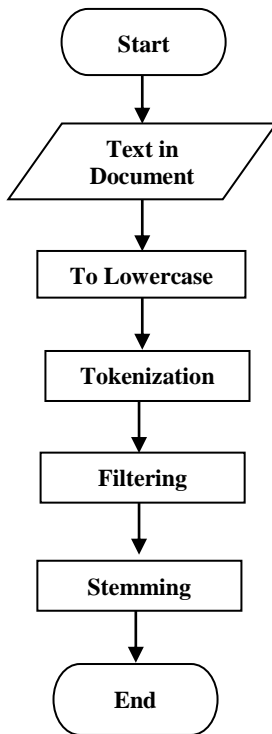 Start
Text in
Document
To Lowercase
Tokenization
Filtering
Stemming
End